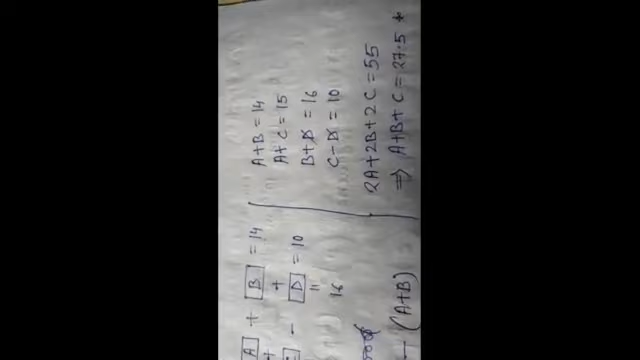 A + B = 14
+ +
C - D = 10
"
16
A+B = 14
A+C = 15
B+D = 16
C-D = 10
2A+2B+2C = 55
⇒ A+B+C = 27.5 *
- (A+B)